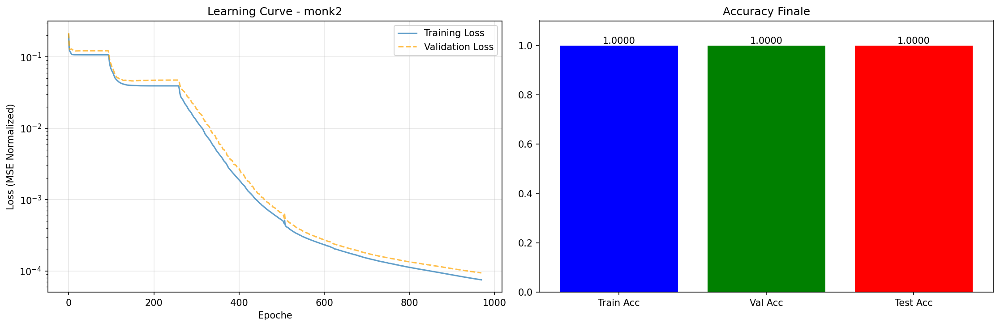 Learning Curve - monk2
Training Loss
Validation Loss
10⁻¹
10⁻²
10⁻³
10⁻⁴
Loss (MSE Normalized)
0 200 400 600 800 1000
Epoche
Accuracy Finale
1.0000 1.0000 1.0000
1.0
0.8
0.6
0.4
0.2
0.0
Train Acc Val Acc Test Acc